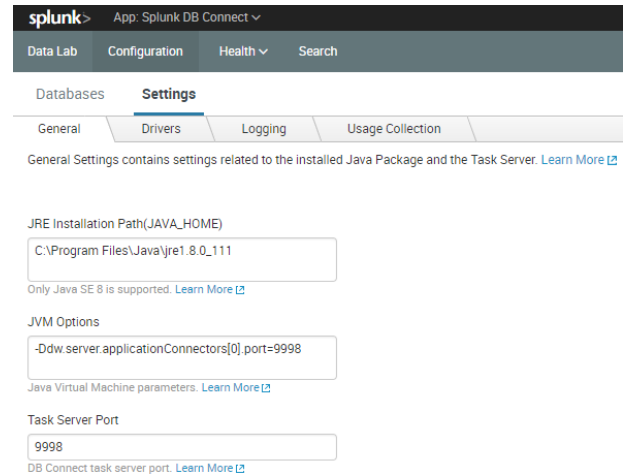 splunk> App: Splunk DB Connect
Data Lab Configuration Health Search
Databases Settings
General Drivers Logging Usage Collection
General Settings contains settings related to the installed Java Package and the Task Server. Learn More
JRE Installation Path(JAVA_HOME)
C:\Program Files\Java\jre1.8.0_111
Only Java SE 8 is supported. Learn More
JVM Options
-Ddw.server.applicationConnectors[0].port=9998
Java Virtual Machine parameters. Learn More
Task Server Port
9998
DB Connect task server port. Learn More